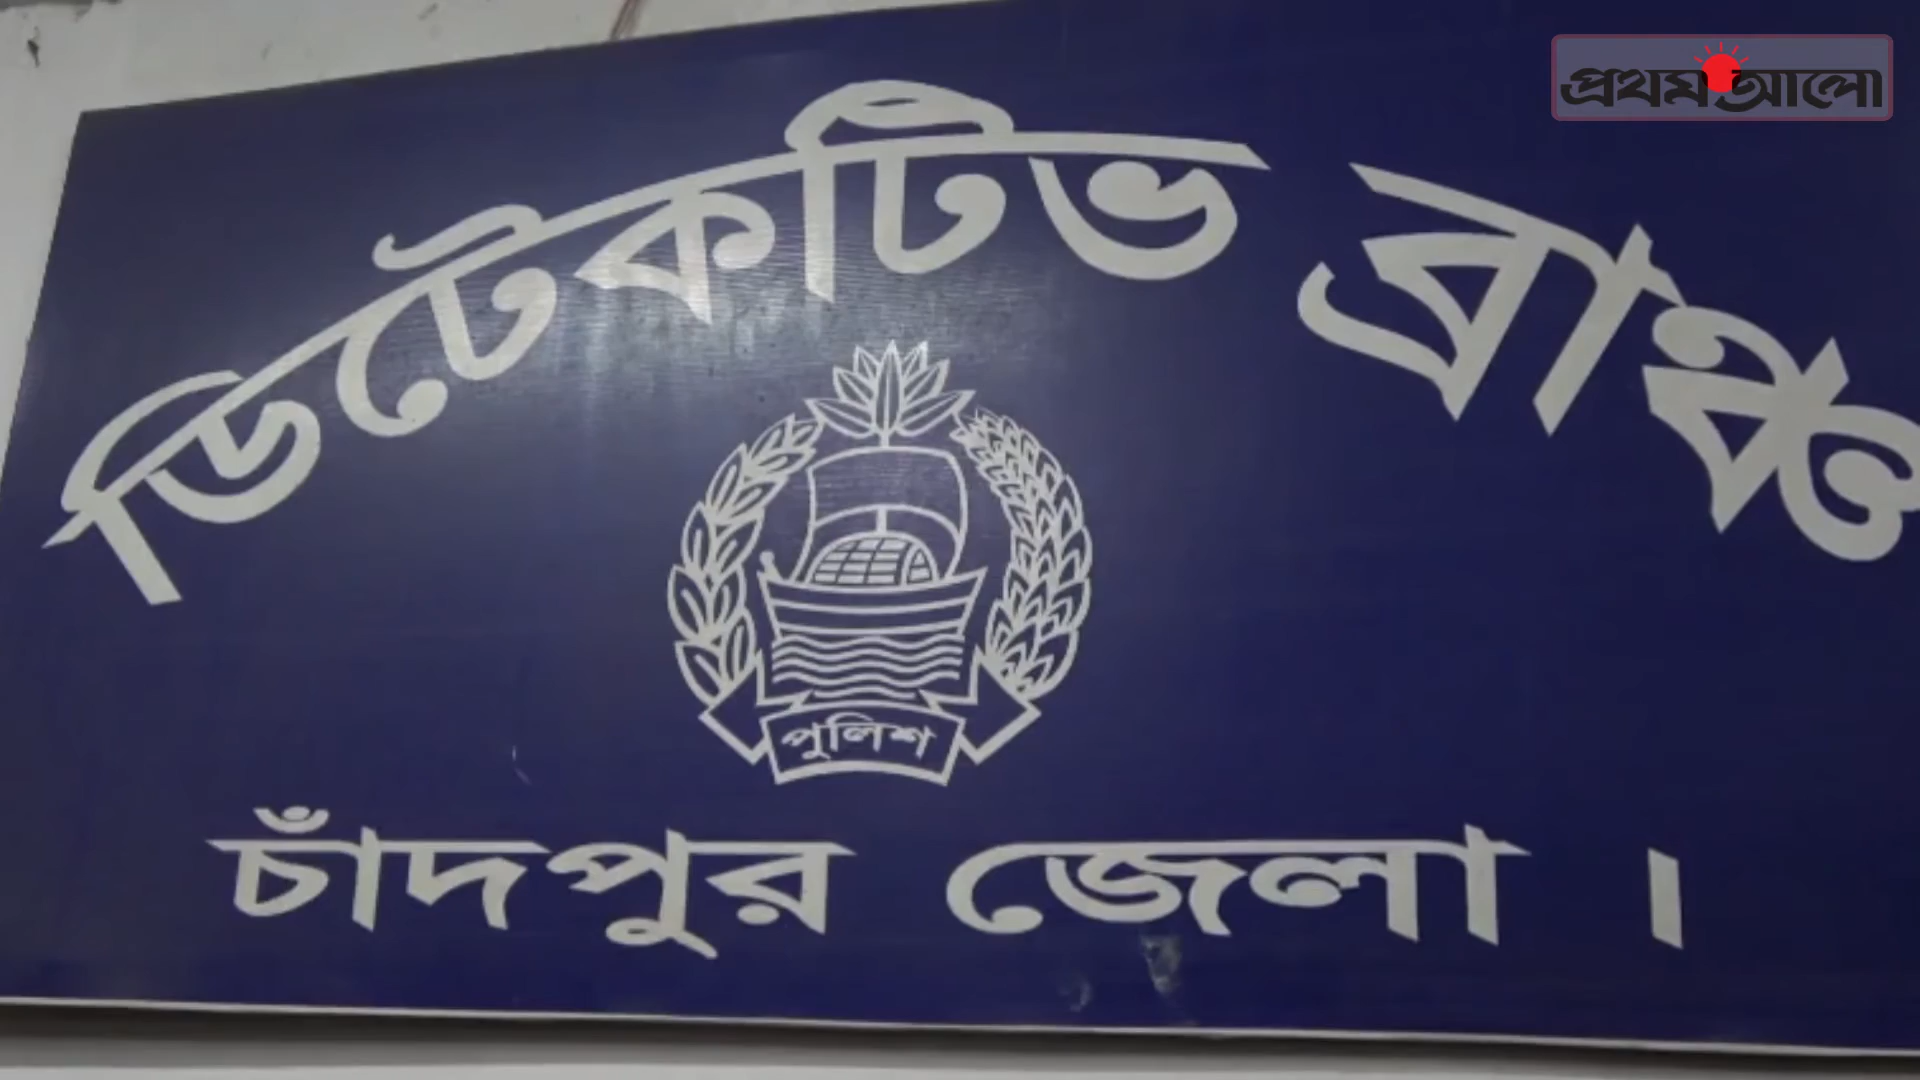 প্রথম আলো
ডিটেকটিভ ব্রাঞ্চ
পুলিশ
চাঁদপুর জেলা ।